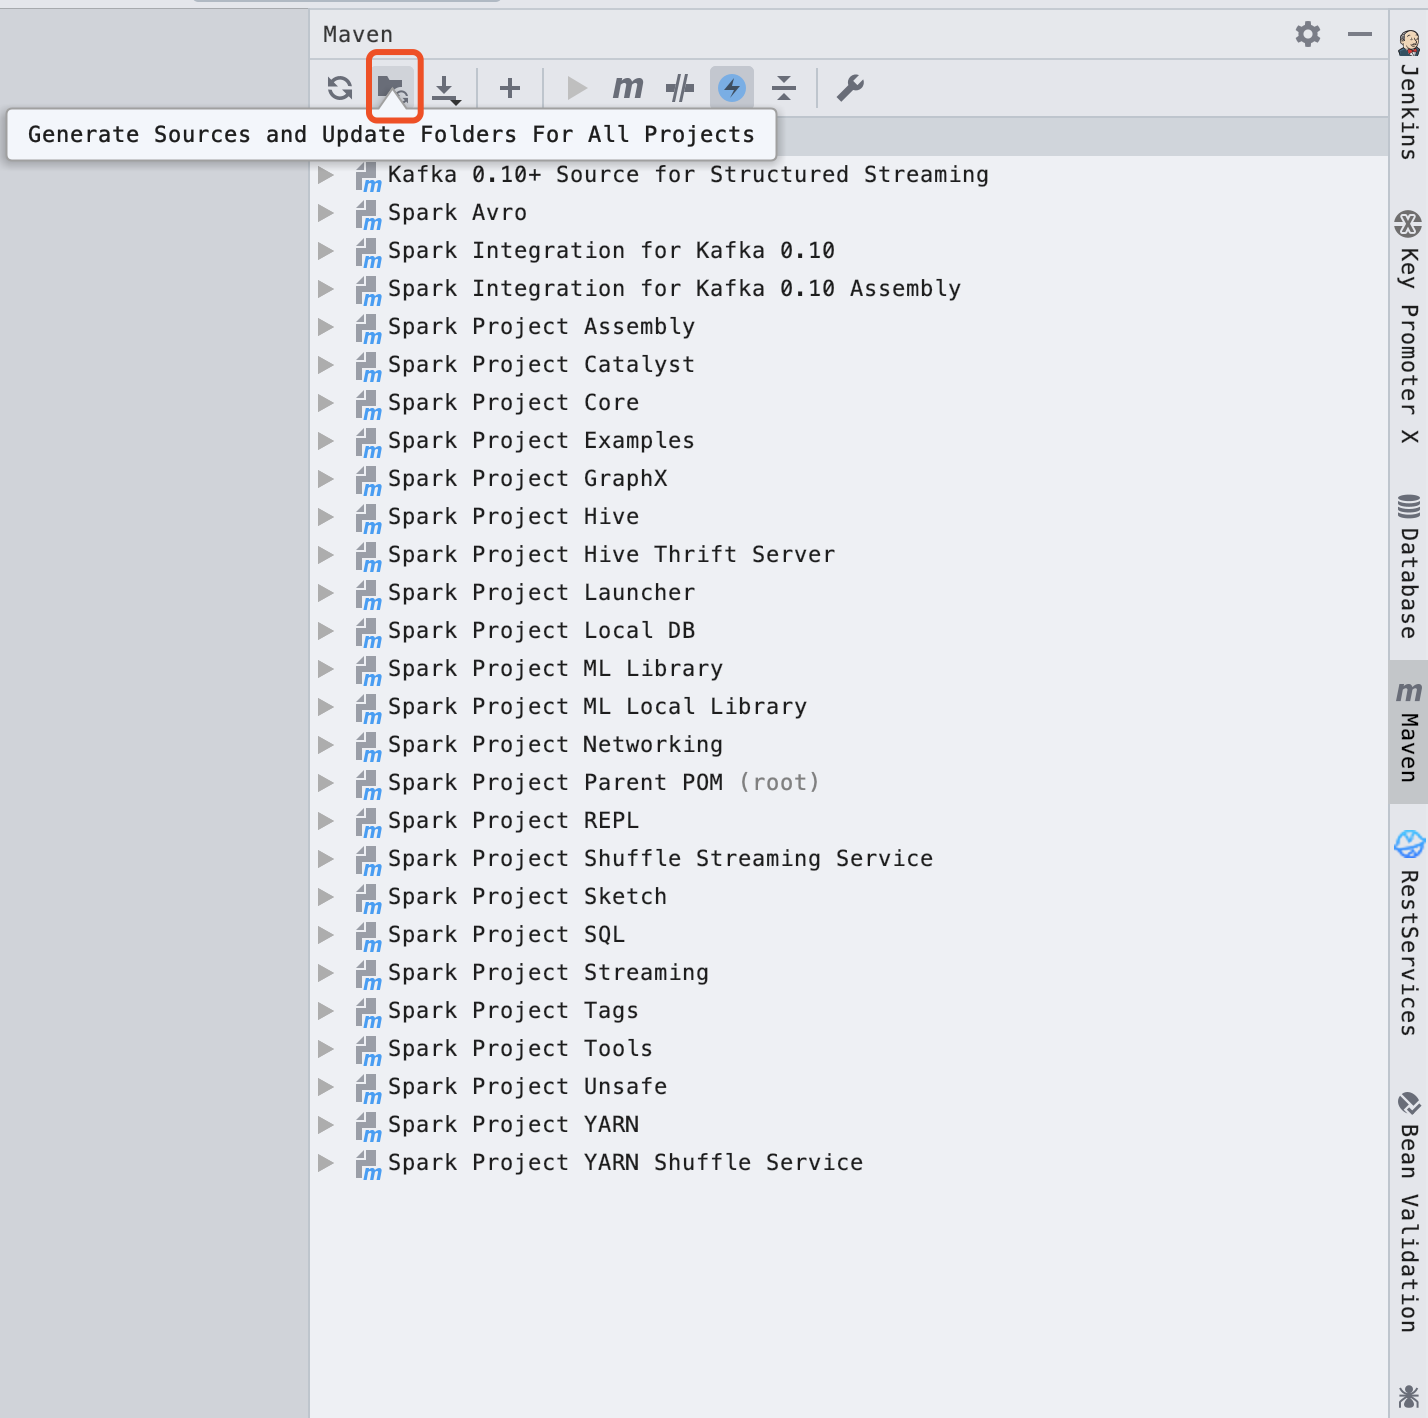 Maven
m
Generate Sources and Update Folders For All Projects
Kafka 0.10+ Source for Structured Streaming
Spark Avro
Spark Integration for Kafka 0.10
Spark Integration for Kafka 0.10 Assembly
Spark Project Assembly
Spark Project Catalyst
Spark Project Core
Spark Project Examples
Spark Project GraphX
Spark Project Hive
Spark Project Hive Thrift Server
Spark Project Launcher
Spark Project Local DB
Spark Project ML Library
Spark Project ML Local Library
Spark Project Networking
Spark Project Parent POM (root)
Spark Project REPL
Spark Project Shuffle Streaming Service
Spark Project Sketch
Spark Project SQL
Spark Project Streaming
Spark Project Tags
Spark Project Tools
Spark Project Unsafe
Spark Project YARN
Spark Project YARN Shuffle Service
Jenkins
Key Promoter X
Database
m Maven
RestServices
Bean Validation